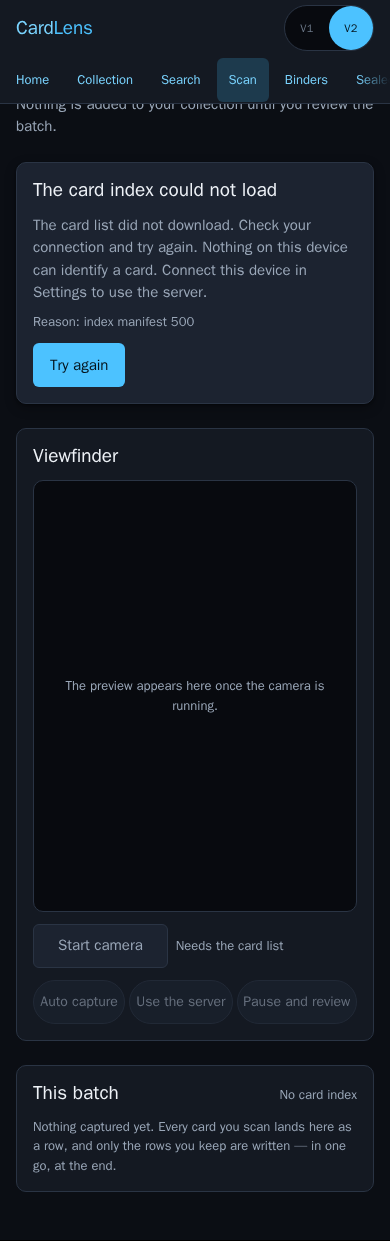 CardLens
V1
V2
Home
Collection
Search
Scan
Binders
Seale
Nothing is added to your collection until you review the
batch.
The card index could not load
The card list did not download. Check your
connection and try again. Nothing on this device
can identify a card. Connect this device in
Settings to use the server.
Reason: index manifest 500
Try again
Viewfinder
The preview appears here once the camera is
running.
Start camera
Needs the card list
Auto capture
Use the server
Pause and review
This batch
No card index
Nothing captured yet. Every card you scan lands here as
a row, and only the rows you keep are written — in one
go, at the end.